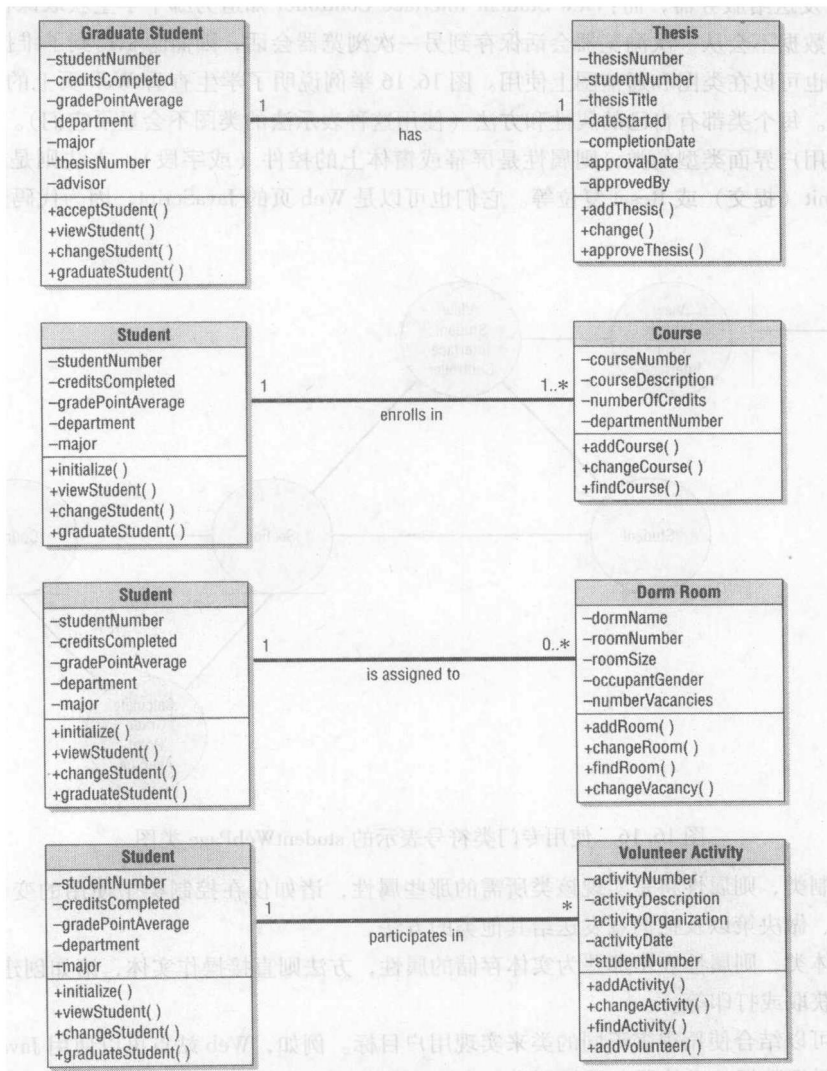 Graduate Student
–studentNumber
–creditsCompleted
–gradePointAverage
–department
–major
–thesisNumber
–advisor
+acceptStudent( )
+viewStudent( )
+changeStudent( )
+graduateStudent( )
1
has
1
Thesis
–thesisNumber
–studentNumber
–thesisTitle
–dateStarted
–completionDate
–approvalDate
–approvedBy
+addThesis( )
+change( )
+approveThesis( )
Student
–studentNumber
–creditsCompleted
–gradePointAverage
–department
–major
+initialize( )
+viewStudent( )
+changeStudent( )
+graduateStudent( )
1
enrolls in
1..*
Course
–courseNumber
–courseDescription
–numberOfCredits
–departmentNumber
+addCourse( )
+changeCourse( )
+findCourse( )
Student
–studentNumber
–creditsCompleted
–gradePointAverage
–department
–major
+initialize( )
+viewStudent( )
+changeStudent( )
+graduateStudent( )
1
is assigned to
0..*
Dorm Room
–dormName
–roomNumber
–roomSize
–occupantGender
–numberVacancies
+addRoom( )
+changeRoom( )
+findRoom( )
+changeVacancy( )
Student
–studentNumber
–creditsCompleted
–gradePointAverage
–department
–major
+initialize( )
+viewStudent( )
+changeStudent( )
+graduateStudent( )
1
participates in
*
Volunteer Activity
–activityNumber
–activityDescription
–activityOrganization
–activityDate
–studentNumber
+addActivity( )
+changeActivity( )
+findActivity( )
+addVolunteer( )